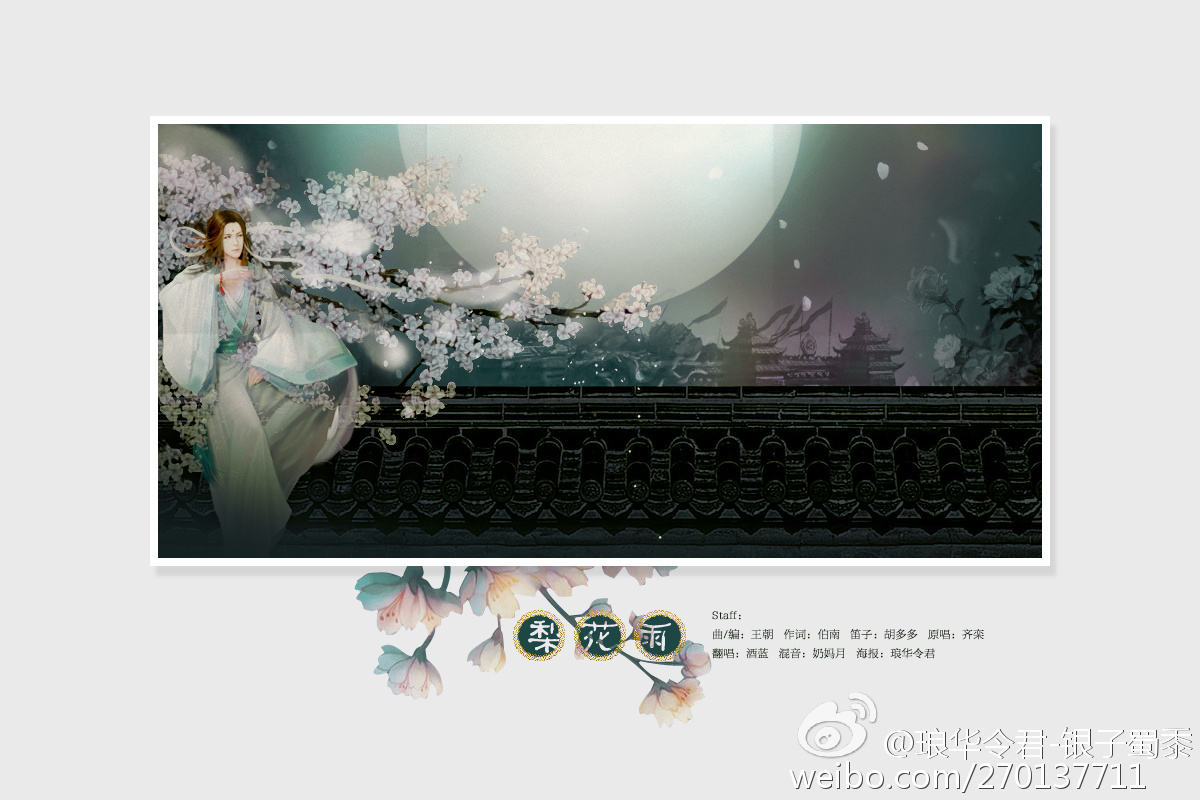 梨花雨
Staff:
曲/编：王朝 作词：伯南 笛子：胡多多 原唱：齐栾
翻唱：酒蓝 混音：奶妈月 海报：琅华令君
@琅华令君-银子蜀黍
weibo.com/270137711